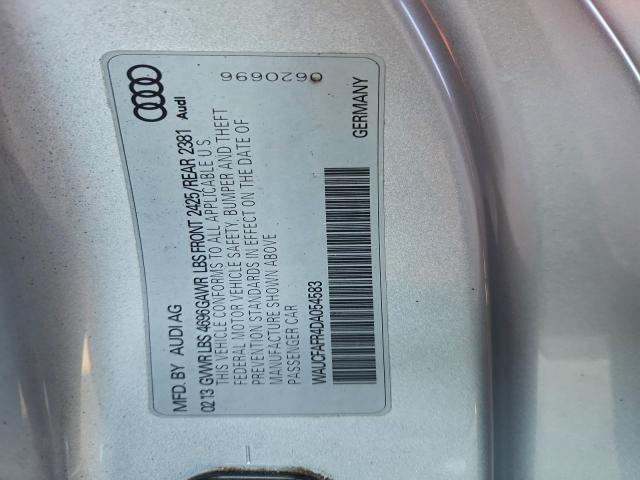 MFD. BY AUDI AG
02 13 GVWR LBS 4696 GAWR LBS FRONT 2425/REAR 2381
THIS VEHICLE CONFORMS TO ALL APPLICABLE U.S.
FEDERAL MOTOR VEHICLE SAFETY, BUMPER AND THEFT
PREVENTION STANDARDS IN EFFECT ON THE DATE OF
MANUFACTURE SHOWN ABOVE
PASSENGER CAR
WAUCFAFR4DA054583
Audi
GERMANY
0620696